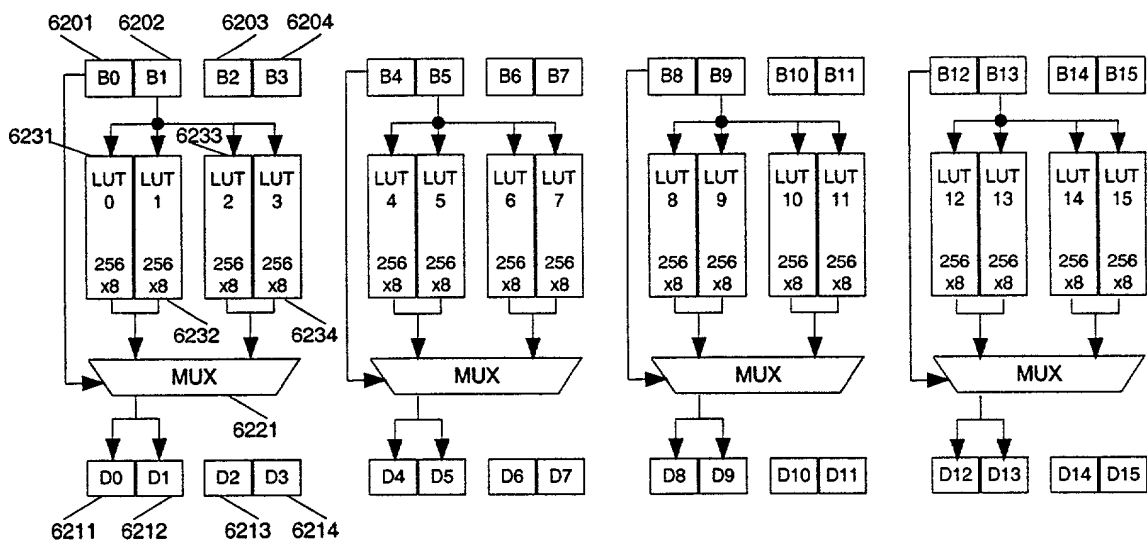 6201 6202 6203 6204
B0 B1 B2 B3 B4 B5 B6 B7 B8 B9 B10 B11 B12 B13 B14 B15
6231 6233
LUT LUT LUT LUT LUT LUT LUT LUT LUT LUT LUT LUT LUT LUT LUT LUT
0 1 2 3 4 5 6 7 8 9 10 11 12 13 14 15
256 256 256 256 256 256 256 256 256 256 256 256 256 256 256 256
x8 x8 x8 x8 x8 x8 x8 x8 x8 x8 x8 x8 x8 x8 x8 x8
6232 6234
MUX MUX MUX MUX
6221
D0 D1 D2 D3 D4 D5 D6 D7 D8 D9 D10 D11 D12 D13 D14 D15
6211 6212 6213 6214